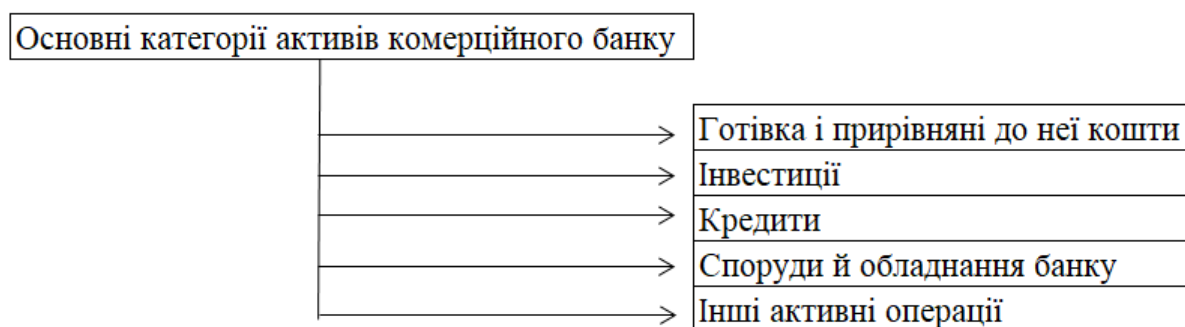 Основні категорії активів комерційного банку
Готівка і прирівняні до неї кошти
Інвестиції
Кредити
Споруди й обладнання банку
Інші активні операції